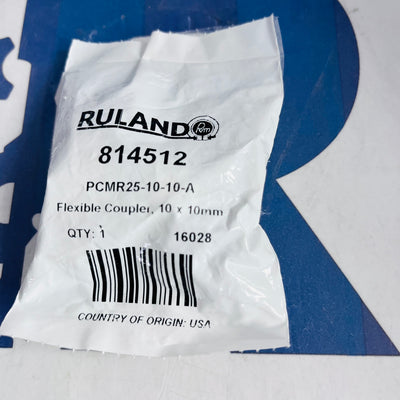 RULAND
814512
PCMR25-10-10-A
Flexible Coupler, 10 x 10mm
QTY: 1 16028
COUNTRY OF ORIGIN: USA